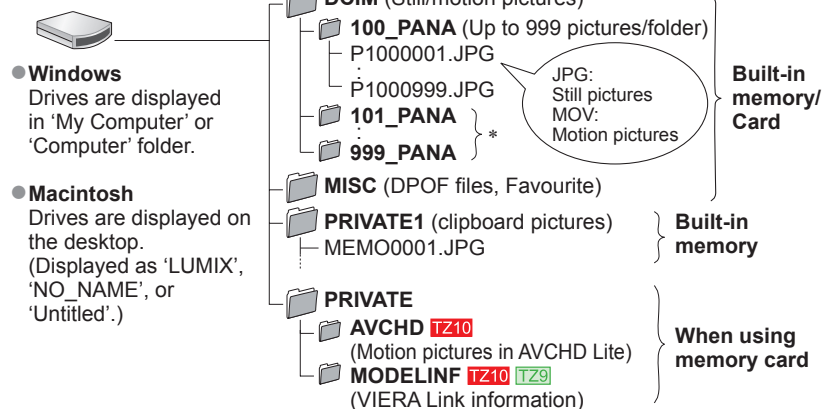 DCIM (Still/motion pictures)
100_PANA (Up to 999 pictures/folder)
P1000001.JPG
:
P1000999.JPG
JPG:
Still pictures
MOV:
Motion pictures
101_PANA
:
999_PANA
*
MISC (DPOF files, Favourite)
Built-in
memory/
Card
●Windows
Drives are displayed
in 'My Computer' or
'Computer' folder.
●Macintosh
Drives are displayed on
the desktop.
(Displayed as 'LUMIX',
'NO_NAME', or
'Untitled'.)
PRIVATE1 (clipboard pictures)
MEMO0001.JPG
Built-in
memory
PRIVATE
AVCHD TZ10
(Motion pictures in AVCHD Lite)
MODELINF TZ10 TZ9
(VIERA Link information)
When using
memory card